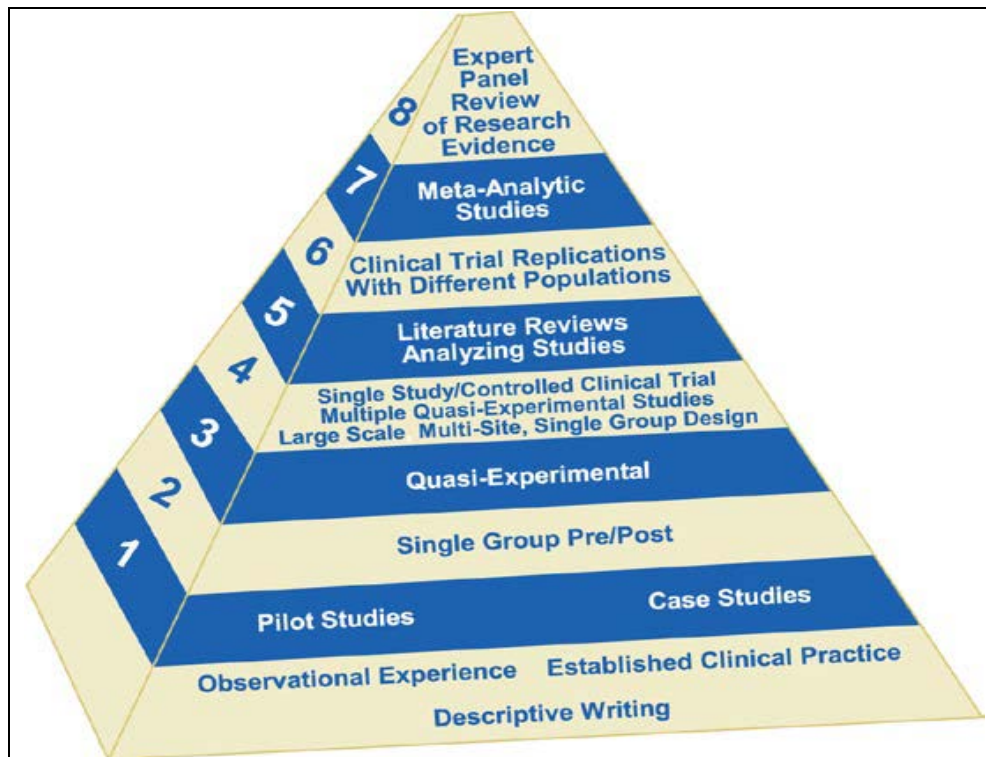 8
Expert
Panel
Review
of Research
Evidence
7
Meta-Analytic
Studies
6
Clinical Trial Replications
With Different Populations
5
Literature Reviews
Analyzing Studies
4
Single Study/Controlled Clinical Trial
Multiple Quasi-Experimental Studies
Large Scale Multi-Site, Single Group Design
3
Quasi-Experimental
2
Single Group Pre/Post
1
Pilot Studies Case Studies
Observational Experience Established Clinical Practice
Descriptive Writing